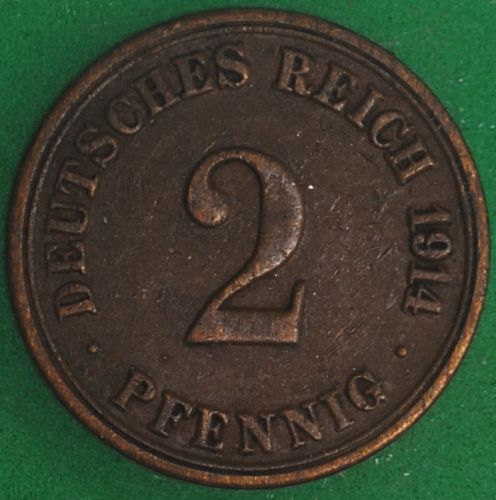 DEUTSCHES REICH 1914
2
· PFENNIG ·